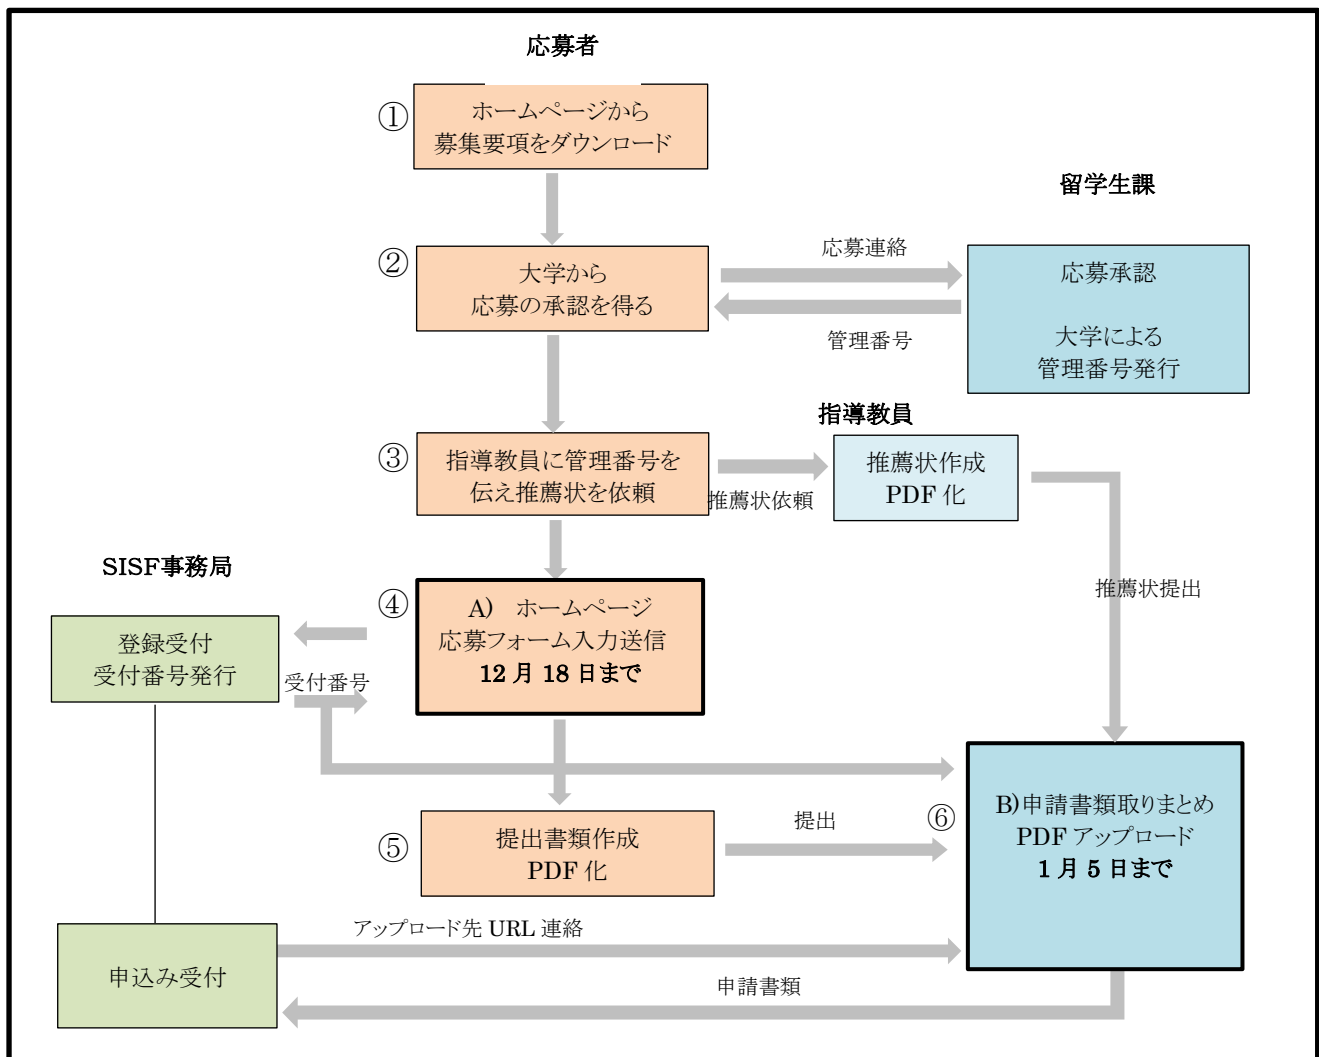 応募者
①
ホームページから
募集要項をダウンロード
留学生課
②
大学から
応募の承認を得る
応募連絡
管理番号
応募承認
大学による
管理番号発行
指導教員
③
指導教員に管理番号を
伝え推薦状を依頼
推薦状依頼
推薦状作成
PDF 化
SISF事務局
④
A) ホームページ
応募フォーム入力送信
12 月 18 日まで
推薦状提出
登録受付
受付番号発行
受付番号
⑤
提出書類作成
PDF 化
提出
⑥
B)申請書類取りまとめ
PDF アップロード
1 月 5 日まで
アップロード先 URL 連絡
申込み受付
申請書類